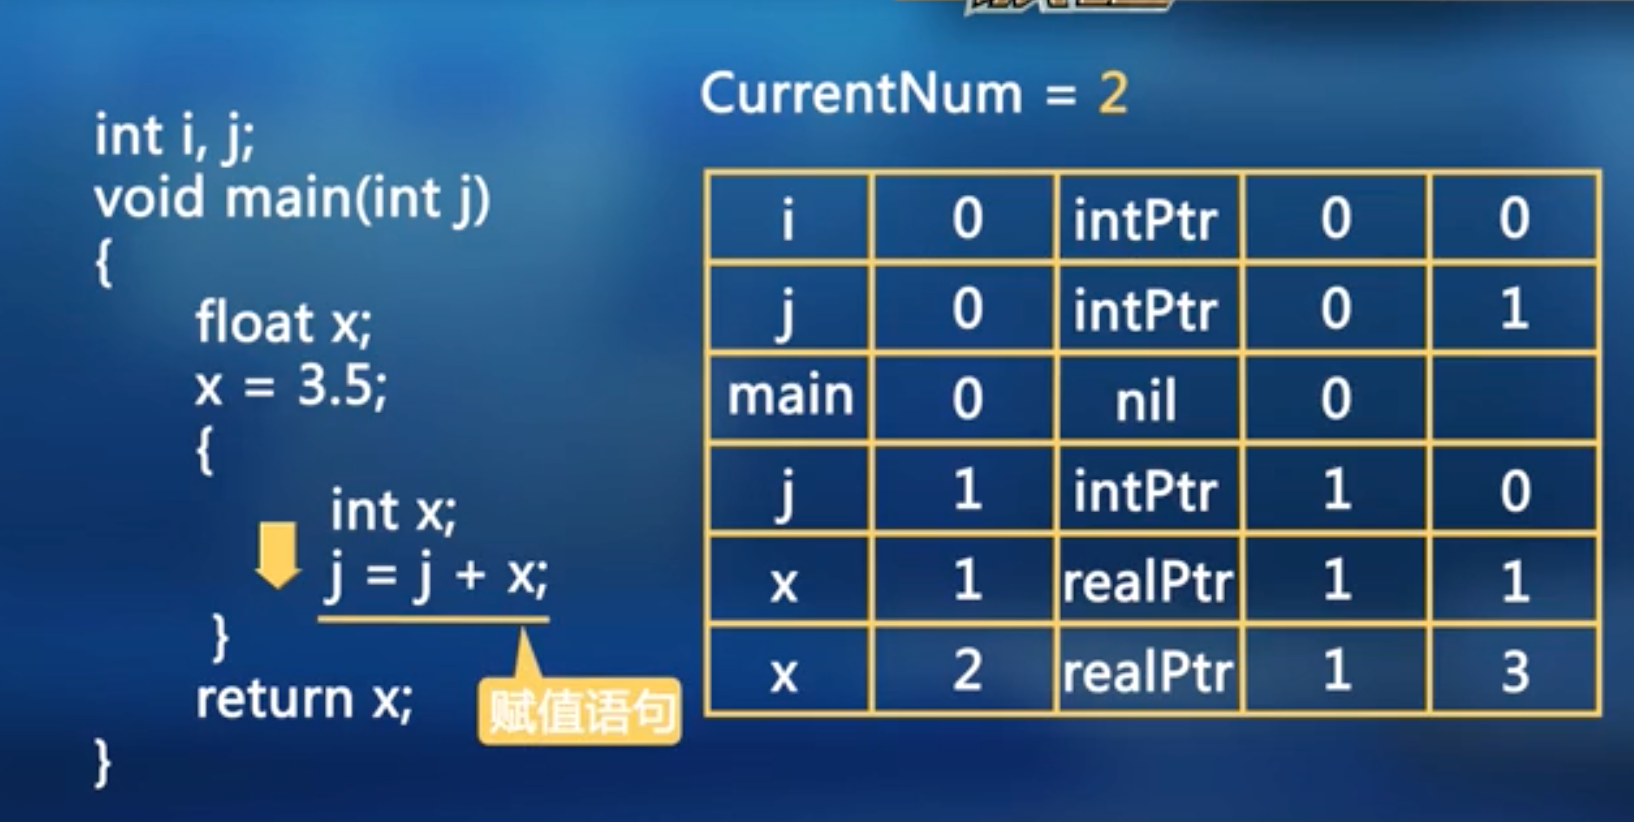 CurrentNum = 2
int i, j;
void main(int j)
{
float x;
x = 3.5;
{
int x;
j = j + x;
}
return x;
}
赋值语句
i 0 intPtr 0 0
j 0 intPtr 0 1
main 0 nil 0
j 1 intPtr 1 0
x 1 realPtr 1 1
x 2 realPtr 1 3